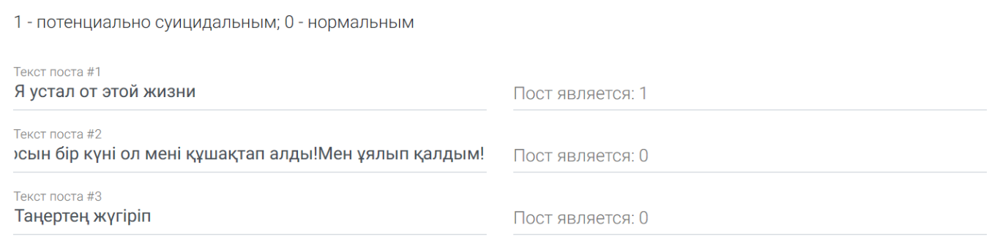 1 - потенциально суицидальным; 0 - нормальным
Текст поста #1
Я устал от этой жизни
Пост является: 1
Текст поста #2
бір күні ол мені құшақтап алды!Мен ұялып қалдым!
Пост является: 0
Текст поста #3
Таңертең жүгіріп
Пост является: 0